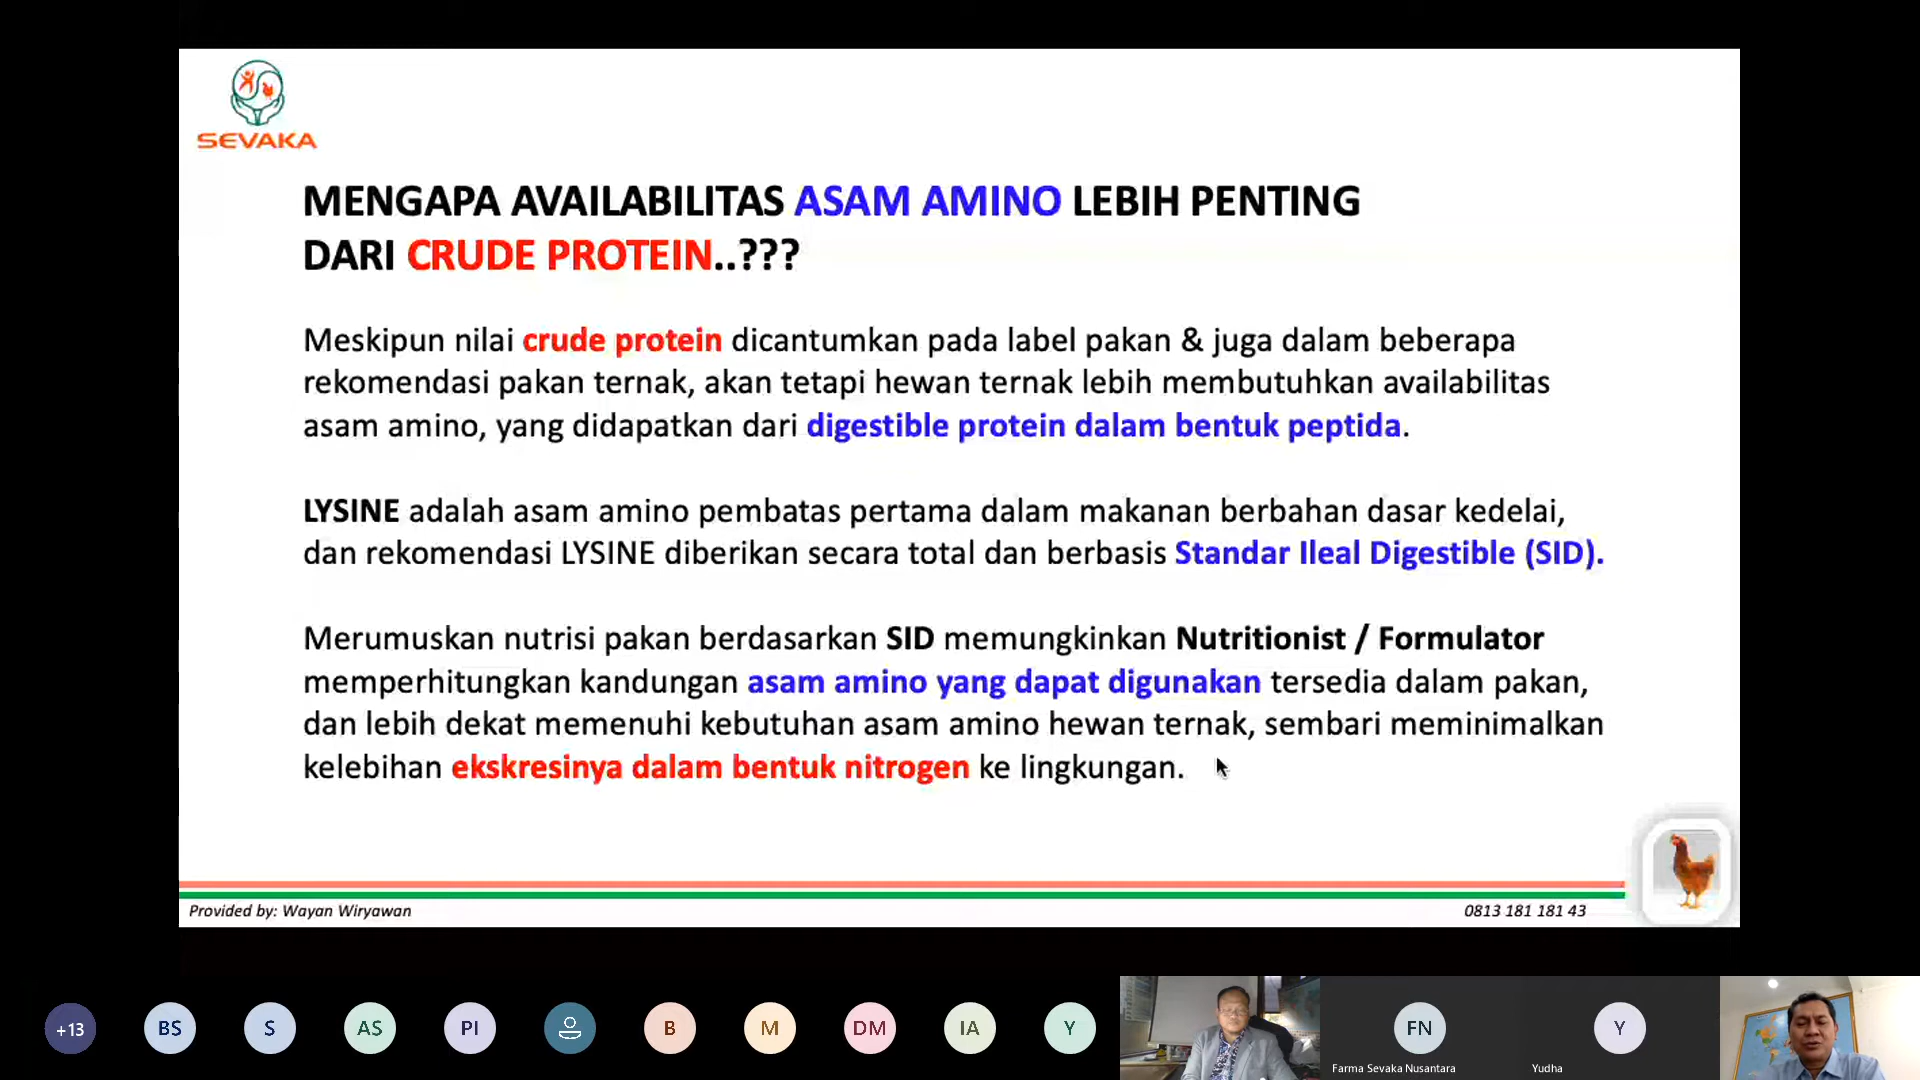 SEVAKA
MENGAPA AVAILABILITAS ASAM AMINO LEBIH PENTING
DARI CRUDE PROTEIN..???
Meskipun nilai crude protein dicantumkan pada label pakan & juga dalam beberapa
rekomendasi pakan ternak, akan tetapi hewan ternak lebih membutuhkan availabilitas
asam amino, yang didapatkan dari digestible protein dalam bentuk peptida.
LYSINE adalah asam amino pembatas pertama dalam makanan berbahan dasar kedelai,
dan rekomendasi LYSINE diberikan secara total dan berbasis Standar Ileal Digestible (SID).
Merumuskan nutrisi pakan berdasarkan SID memungkinkan Nutritionist / Formulator
memperhitungkan kandungan asam amino yang dapat digunakan tersedia dalam pakan,
dan lebih dekat memenuhi kebutuhan asam amino hewan ternak, sembari meminimalkan
kelebihan ekskresinya dalam bentuk nitrogen ke lingkungan.
Provided by: Wayan Wiryawan
0813 181 181 43
+13 BS S AS PI B M DM IA Y FN Y
Farma Sevaka Nusantara Yudha